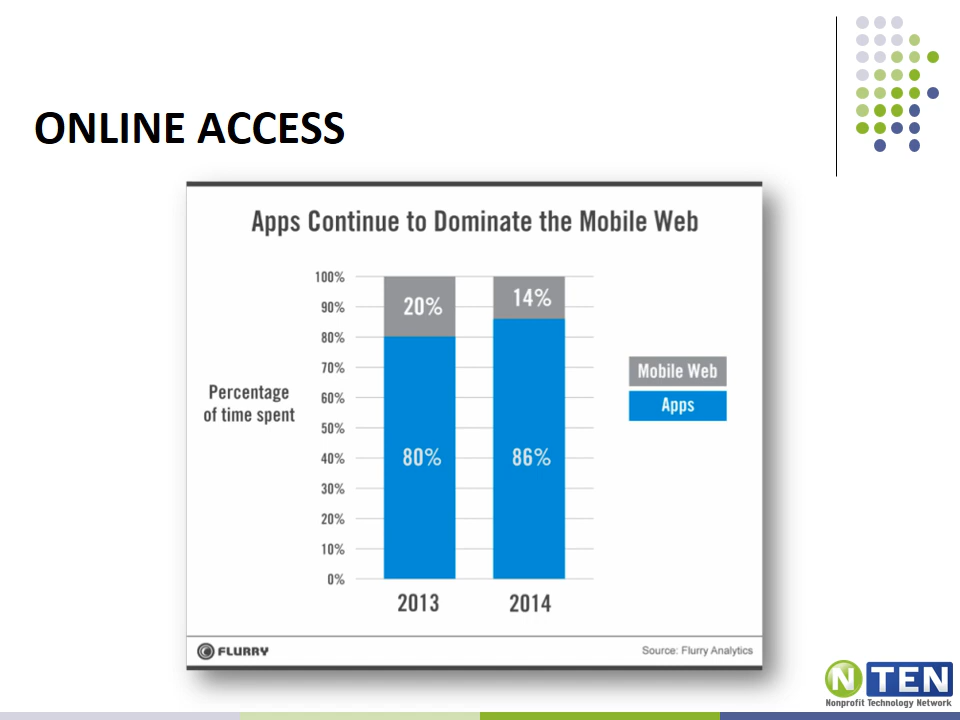 ONLINE ACCESS
Apps Continue to Dominate the Mobile Web
100%
90%
80%
70%
60%
50%
40%
30%
20%
10%
0%
Percentage
of time spent
20%
14%
80%
86%
2013
2014
Mobile Web
Apps
FLURRY
Source: Flurry Analytics
N TEN
Nonprofit Technology Network